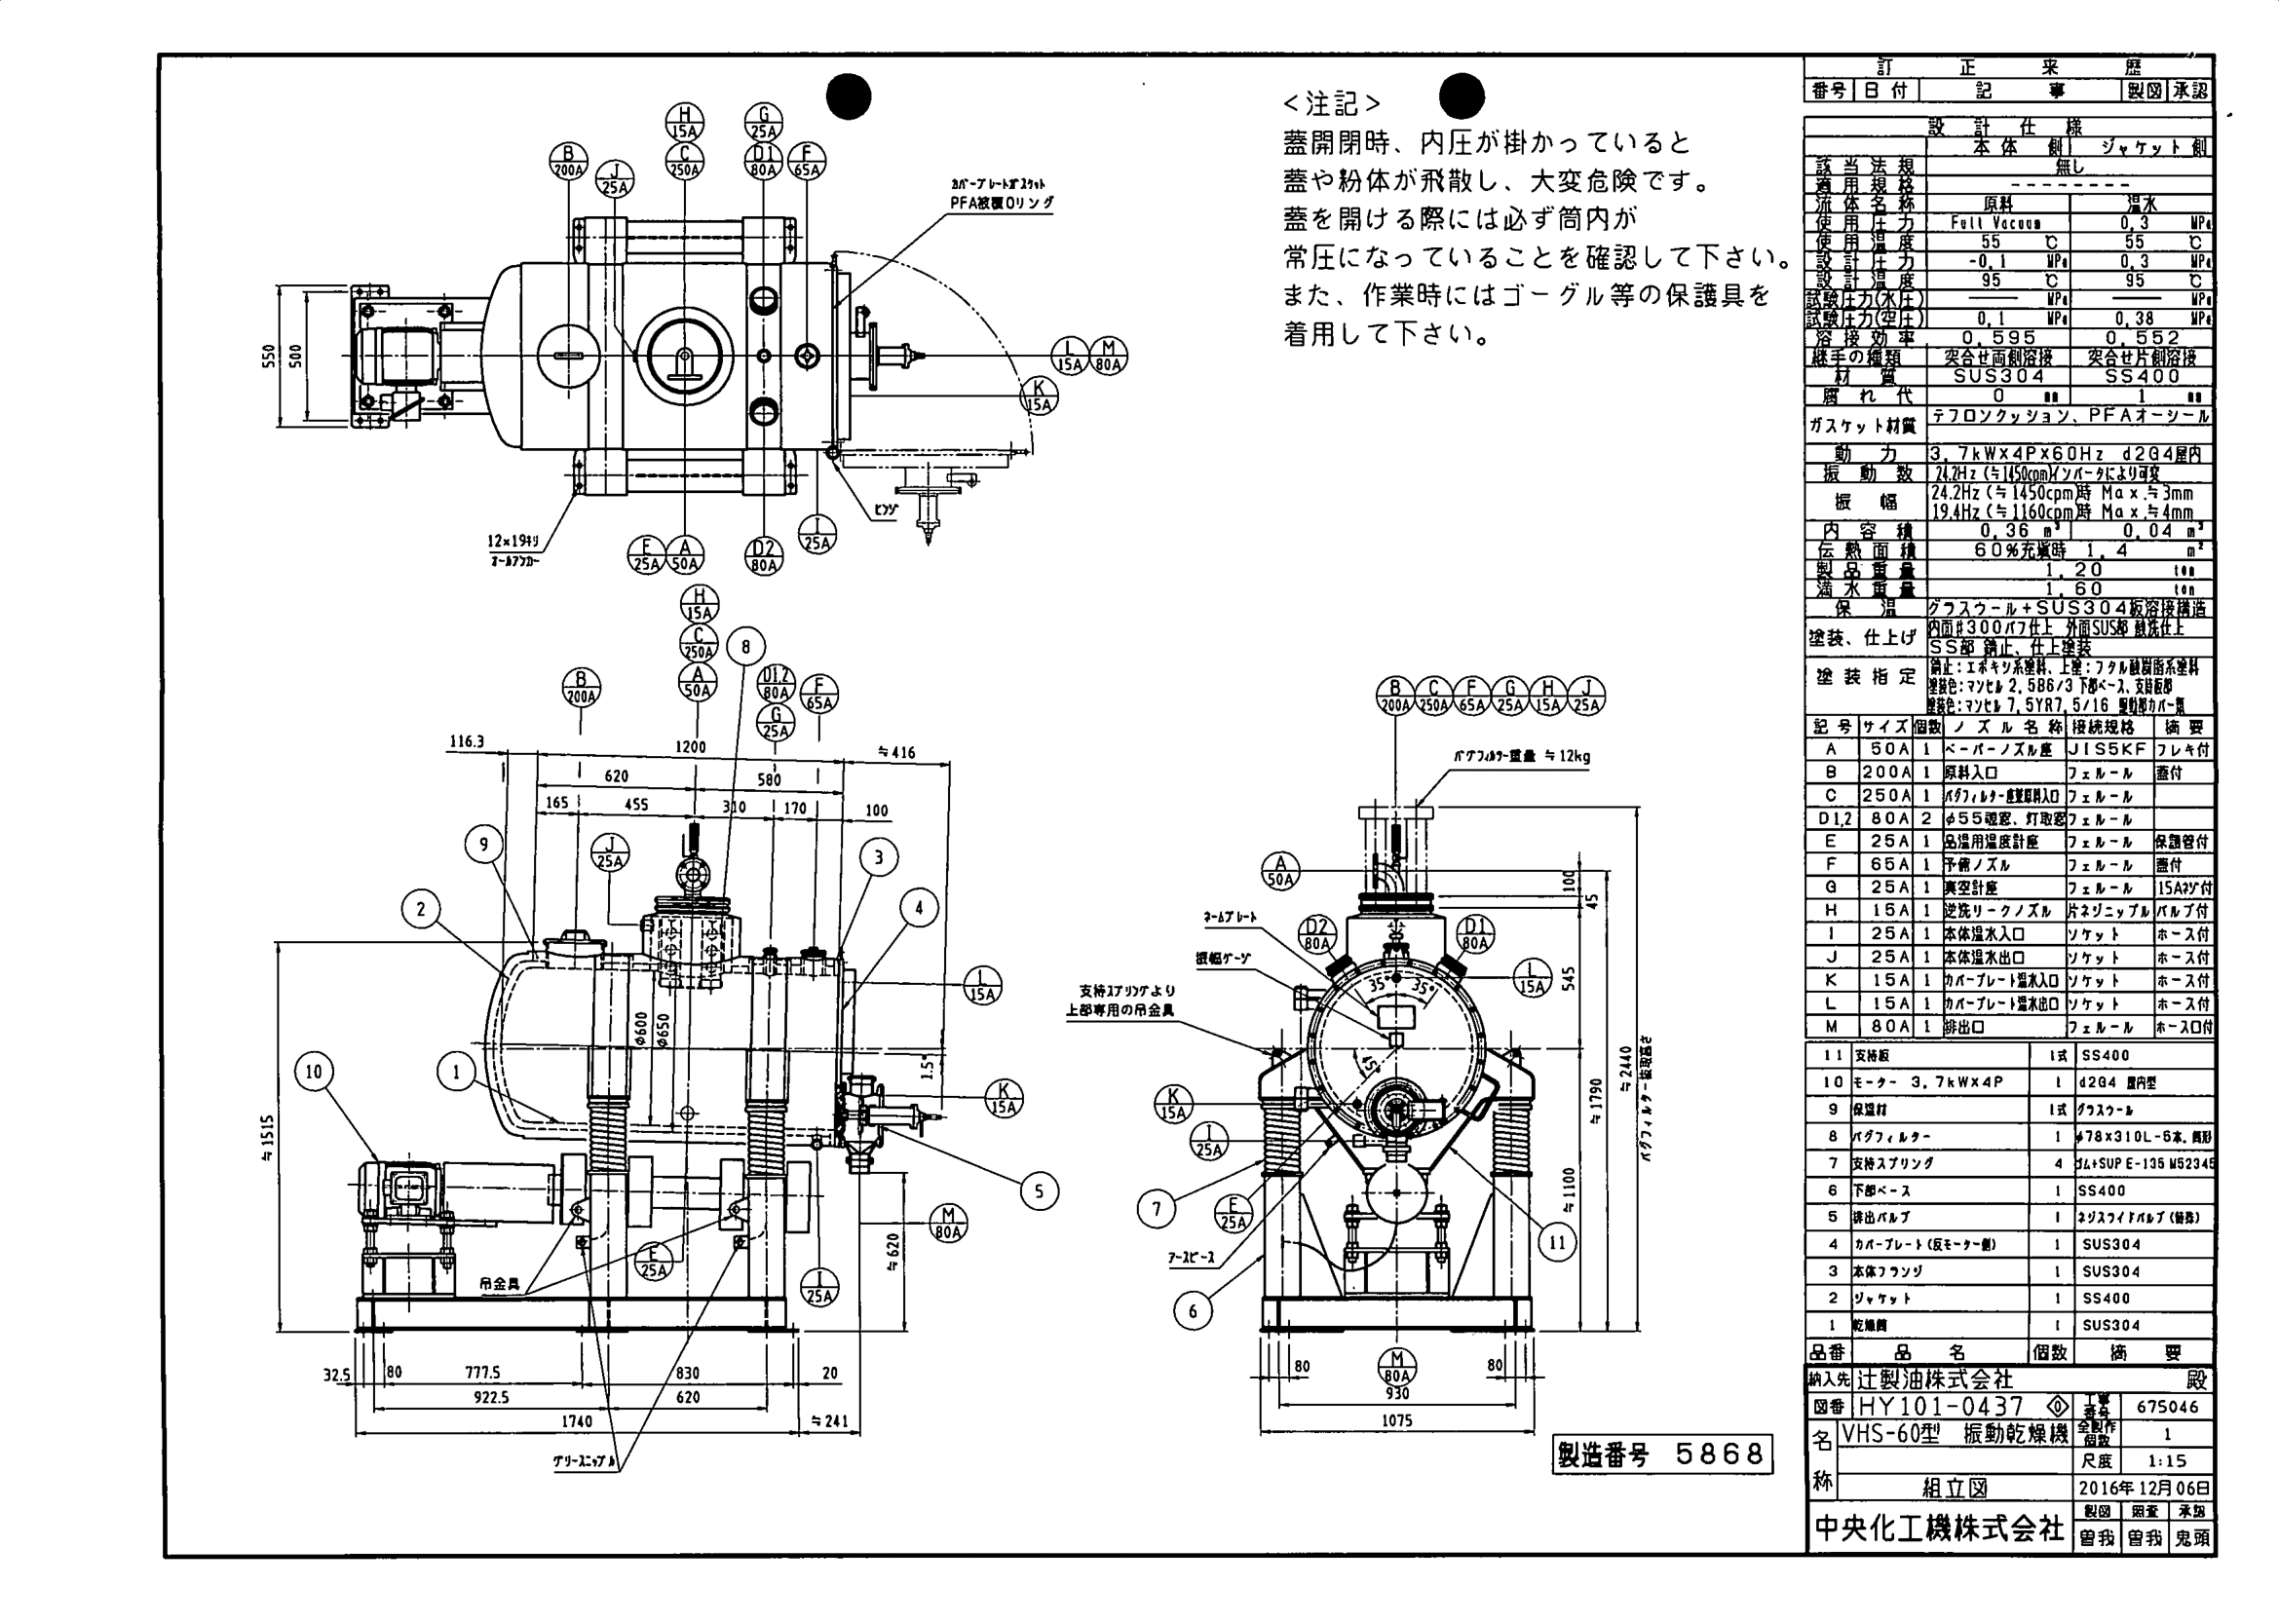 <注記>
蓋開閉時、内圧が掛かっていると
蓋や粉体が飛散し、大変危険です。
蓋を開ける際には必ず筒内が
常圧になっていることを確認して下さい。
また、作業時にはゴーグル等の保護具を
着用して下さい。
H 15A
C 250A
G 25A
D1 80A
F 65A
B 200A
J 25A
カバープレートガスケット
PFA被覆Oリング
550
500
L 15A
M 80A
K 15A
ヒンジ
I 25A
12×19キリ
オールアンカー
E 25A
A 50A
D2 80A
H 15A
C 250A
A 50A
8
B 200A
D1,2 80A
G 25A
F 65A
116.3
1200
≒416
620
580
165
455
310
170
100
J 25A
9
3
2
4
L 15A
φ600
φ650
1.5°
1
10
K 15A
≒1515
5
M 80A
≒620
E 25A
I 25A
吊金具
32.5
80
777.5
830
20
922.5
620
1740
≒241
グリースニップル
B 200A
C 250A
F 65A
G 25A
H 15A
J 25A
バグフィルター重量 ≒12kg
A 50A
100
45
ネームプレート
D2 80A
D1 80A
振幅ゲージ
L 15A
35°
35°
545
支持スプリングより
上部専用の吊金具
45°
≒1790
≒2440
バグフィルター抜取高さ
K 15A
I 25A
≒1100
7
E 25A
アースピース
11
6
80
M 80A
80
930
1075
製造番号 5868
訂正来歴
番号 日付 記事 製図 承認
設計仕様
本体側 ジャケット側
該当法規 無し
適用規格 --------
流体名称 原料 温水
使用圧力 Full Vacuum 0.3 MPa
使用温度 55 ℃ 55 ℃
設計圧力 -0.1 MPa 0.3 MPa
設計温度 95 ℃ 95 ℃
試験圧力(水圧) —— MPa —— MPa
試験圧力(空圧) 0.1 MPa 0.38 MPa
溶接効率 0.595 0.552
継手の種類 突合せ両側溶接 突合せ片側溶接
材質 SUS304 SS400
腐れ代 0 mm 1 mm
ガスケット材質 テフロンクッション、PFAオーシール
動力 3.7kW×4P×60Hz d2G4屋内
振動数 24.2Hz(≒1450cpm)インバータにより可変
振幅 24.2Hz(≒1450cpm)時 Max.≒3mm
19.4Hz(≒1160cpm)時 Max.≒4mm
内容積 0.36 m³ 0.04 m³
伝熱面積 60%充填時 1.4 m²
製品重量 1.20 ton
満水重量 1.60 ton
保温 グラスウール+SUS304板溶接構造
塗装、仕上げ 内面#300バフ仕上 外面SUS部 酸洗仕上
SS部 錆止、仕上塗装
塗装指定 錆止:エポキシ系塗料、上塗:フタル酸樹脂系塗料
塗装色:マンセル 2.5B6/3 下部ベース、支持板部
塗装色:マンセル 7.5YR7.5/16 駆動部カバー類
記号 サイズ 個数 ノズル名称 接続規格 摘要
A 50A 1 ベーパーノズル座 JIS5KF フレキ付
B 200A 1 原料入口 フェルール 蓋付
C 250A 1 バグフィルター座兼原料入口 フェルール
D1,2 80A 2 φ55覗窓、灯取窓 フェルール
E 25A 1 品温用温度計座 フェルール 保護管付
F 65A 1 予備ノズル フェルール 蓋付
G 25A 1 真空計座 フェルール 15Aネジ付
H 15A 1 逆洗リークノズル 片ネジニップル バルブ付
I 25A 1 本体温水入口 ソケット ホース付
J 25A 1 本体温水出口 ソケット ホース付
K 15A 1 カバープレート温水入口 ソケット ホース付
L 15A 1 カバープレート温水出口 ソケット ホース付
M 80A 1 排出口 フェルール ホース口付
11 支持板 1式 SS400
10 モーター 3.7kW×4P 1 d2G4 屋内型
9 保温材 1式 グラスウール
8 バグフィルター 1 φ78×310L-5本,筒形
7 支持スプリング 4 ゴム+SUP E-135 M52345
6 下部ベース 1 SS400
5 排出バルブ 1 ネジスライドバルブ(特殊)
4 カバープレート(反モーター側) 1 SUS304
3 本体フランジ 1 SUS304
2 ジャケット 1 SS400
1 乾燥筒 1 SUS304
品番 品名 個数 摘要
納入先 辻製油株式会社 殿
図番 HY101-0437 0 工事番号 675046
名称 VHS-60型 振動乾燥機 全製作個数 1
尺度 1:15
組立図 2016年12月06日
中央化工機株式会社 製図 照査 承認
曽我 曽我 鬼頭